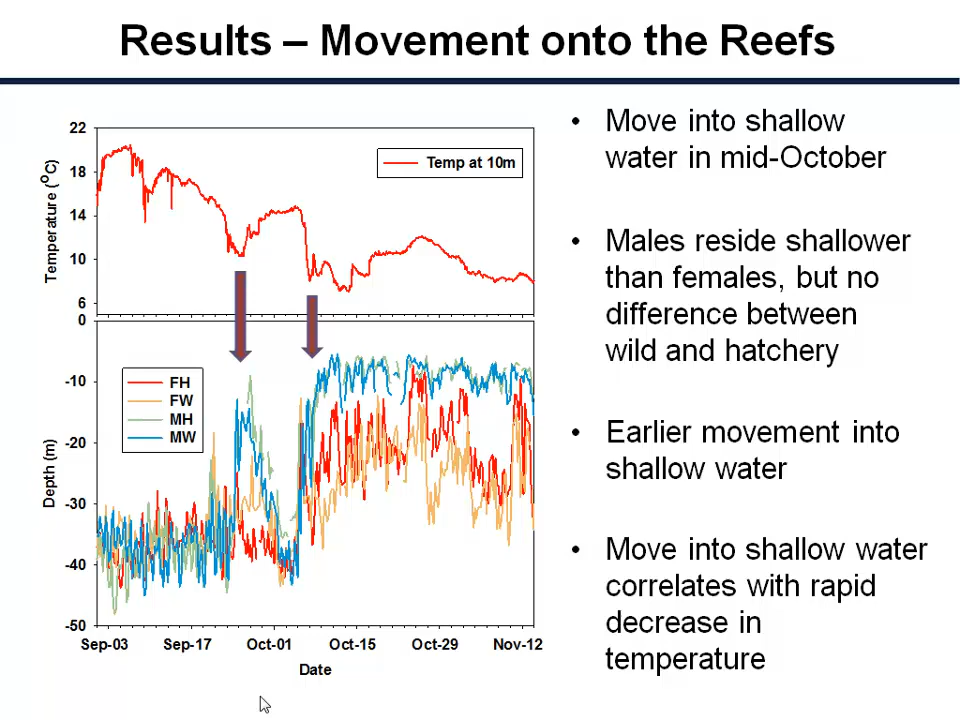 Results – Movement onto the Reefs
22
18
14
10
6
Temperature (°C)
Temp at 10m
0
-10
-20
-30
-40
-50
Depth (m)
FH
FW
MH
MW
Sep-03 Sep-17 Oct-01 Oct-15 Oct-29 Nov-12
Date
• Move into shallow
water in mid-October
• Males reside shallower
than females, but no
difference between
wild and hatchery
• Earlier movement into
shallow water
• Move into shallow water
correlates with rapid
decrease in
temperature